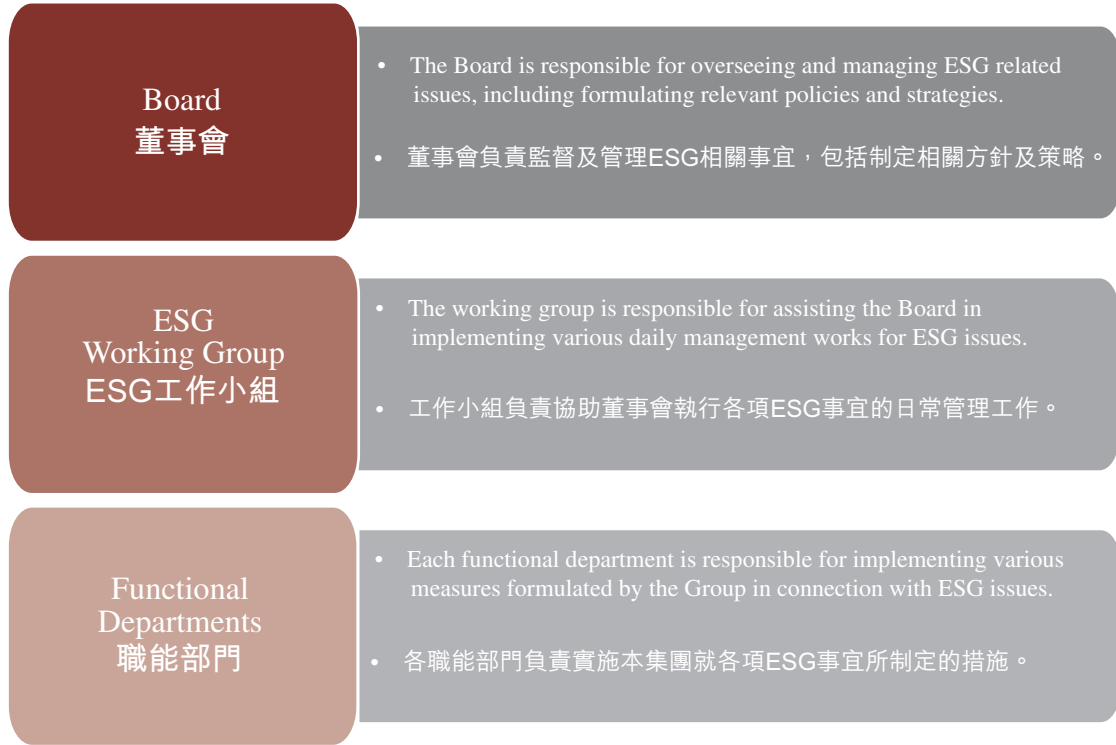 Board
董事會
• The Board is responsible for overseeing and managing ESG related
issues, including formulating relevant policies and strategies.
• 董事會負責監督及管理ESG相關事宜，包括制定相關方針及策略。
ESG
Working Group
ESG工作小組
• The working group is responsible for assisting the Board in
implementing various daily management works for ESG issues.
• 工作小組負責協助董事會執行各項ESG事宜的日常管理工作。
Functional
Departments
職能部門
• Each functional department is responsible for implementing various
measures formulated by the Group in connection with ESG issues.
• 各職能部門負責實施本集團就各項ESG事宜所制定的措施。